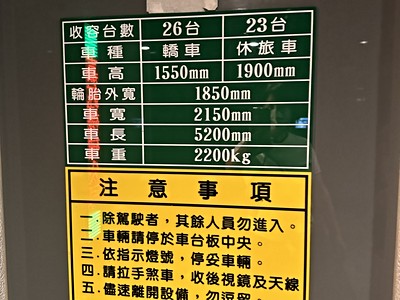 收容台數 26台 23台
車種 轎車 休旅車
車高 1550mm 1900mm
輪胎外寬 1850mm
車寬 2150mm
車長 5200mm
車重 2200kg
注意事項
一.除駕駛者，其餘人員勿進入。
二.車輛請停於車台板中央。
三.依指示燈號，停妥車輛。
四.請拉手煞車，收後視鏡及天線
五.儘速離開設備，勿逗留